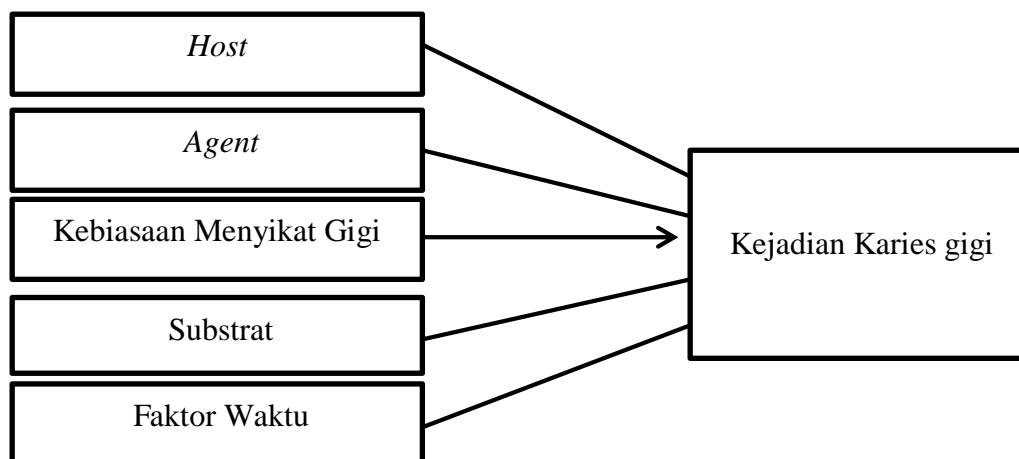 Host
Agent
Kebiasaan Menyikat Gigi
Kejadian Karies gigi
Substrat
Faktor Waktu